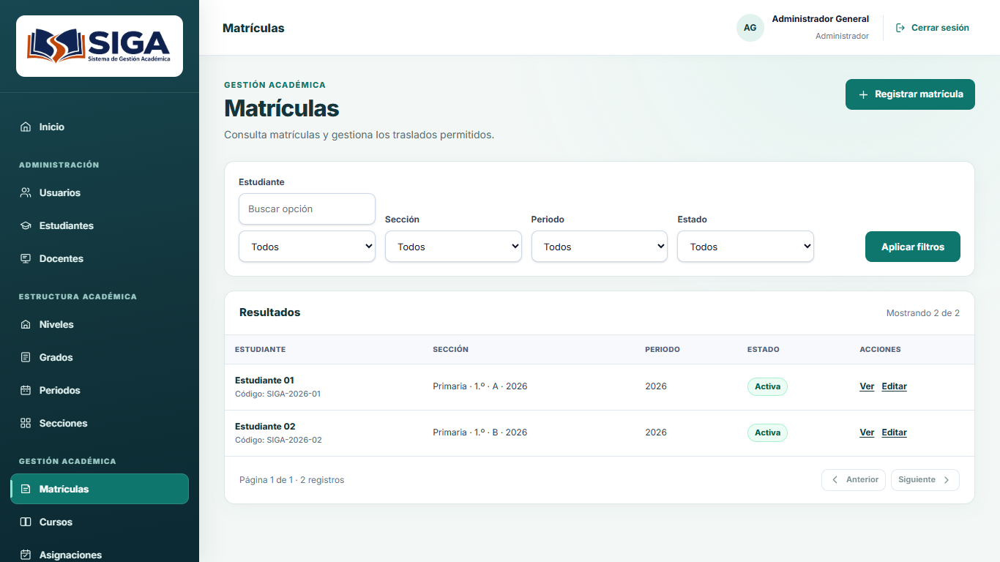 SIGA
Sistema de Gestión Académica
Inicio
ADMINISTRACIÓN
Usuarios
Estudiantes
Docentes
ESTRUCTURA ACADÉMICA
Niveles
Grados
Periodos
Secciones
GESTIÓN ACADÉMICA
Matrículas
Cursos
Asignaciones
Matrículas
AG
Administrador General
Administrador
Cerrar sesión
GESTIÓN ACADÉMICA
Matrículas
Consulta matrículas y gestiona los traslados permitidos.
Registrar matrícula
Estudiante
Buscar opción
Todos
Sección
Todos
Periodo
Todos
Estado
Todos
Aplicar filtros
Resultados
Mostrando 2 de 2
ESTUDIANTE SECCIÓN PERIODO ESTADO ACCIONES
Estudiante 01
Código: SIGA-2026-01
Primaria · 1.º · A · 2026
2026
Activa
Ver Editar
Estudiante 02
Código: SIGA-2026-02
Primaria · 1.º · B · 2026
2026
Activa
Ver Editar
Página 1 de 1 · 2 registros
Anterior
Siguiente